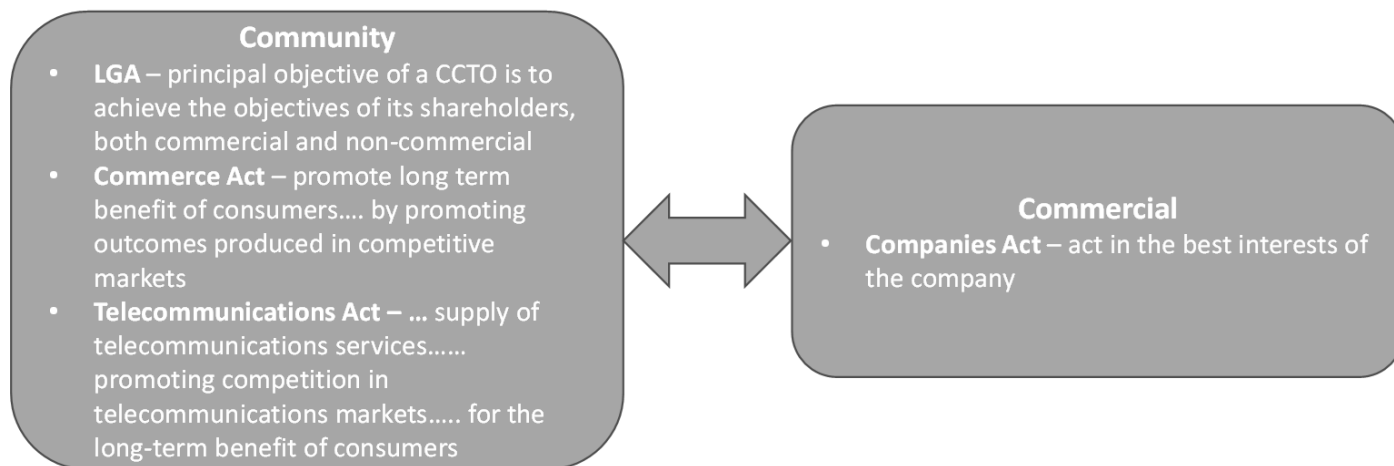 Community
• LGA – principal objective of a CCTO is to
achieve the objectives of its shareholders,
both commercial and non-commercial
• Commerce Act – promote long term
benefit of consumers…. by promoting
outcomes produced in competitive
markets
• Telecommunications Act – … supply of
telecommunications services……
promoting competition in
telecommunications markets….. for the
long-term benefit of consumers
Commercial
• Companies Act – act in the best interests of
the company